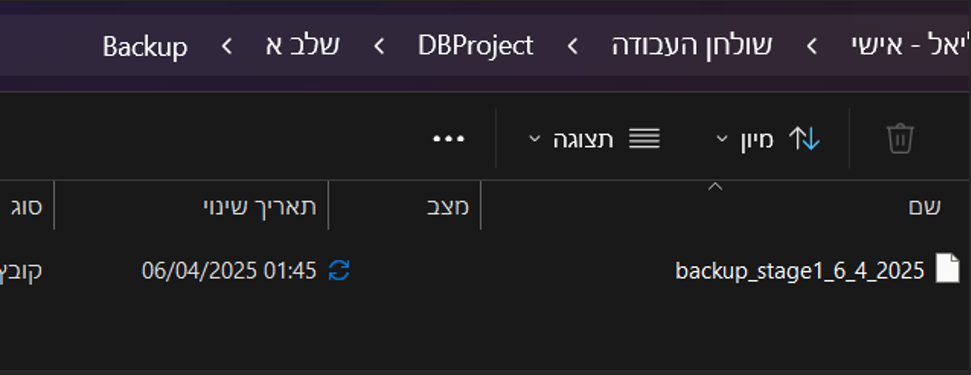 יאל - אישי > שולחן העבודה > DBProject > שלב א > Backup
מיון תצוגה •••
שם מצב תאריך שינוי סוג
backup_stage1_6_4_2025 06/04/2025 01:45 קובץ